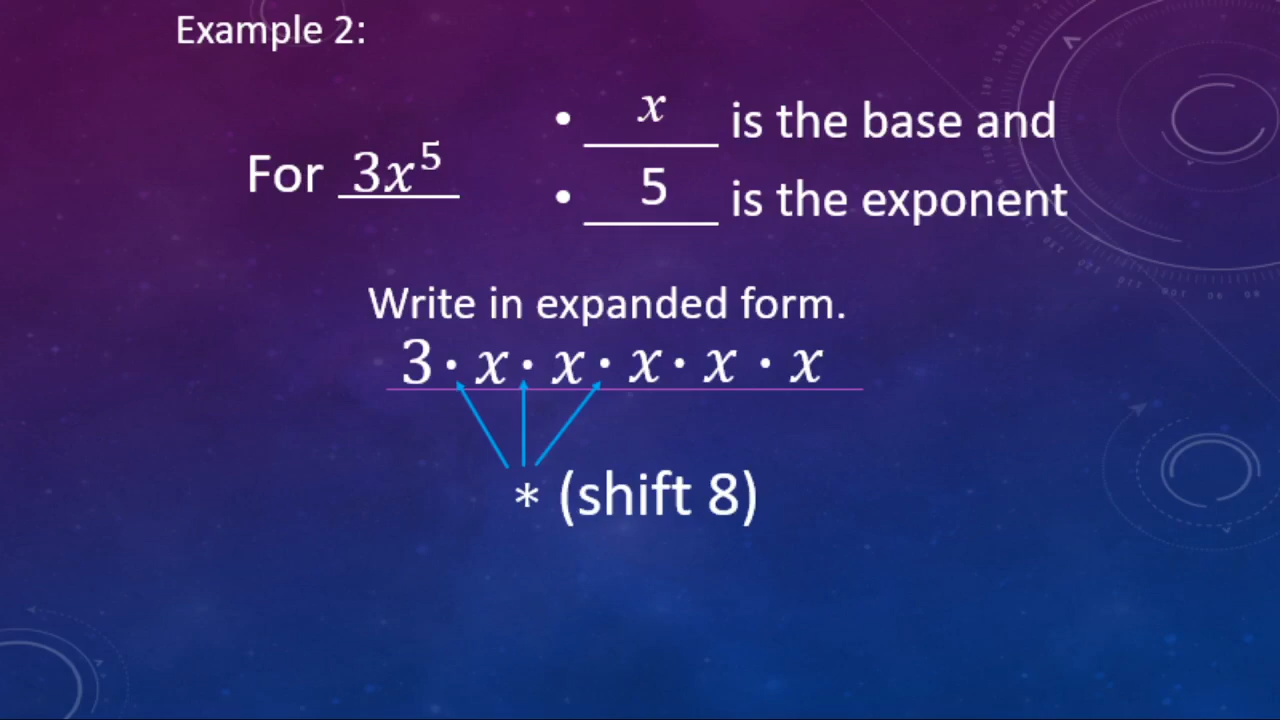 Example 2:
For 3x⁵
• x is the base and
• 5 is the exponent
Write in expanded form.
3 · x · x · x · x · x
* (shift 8)